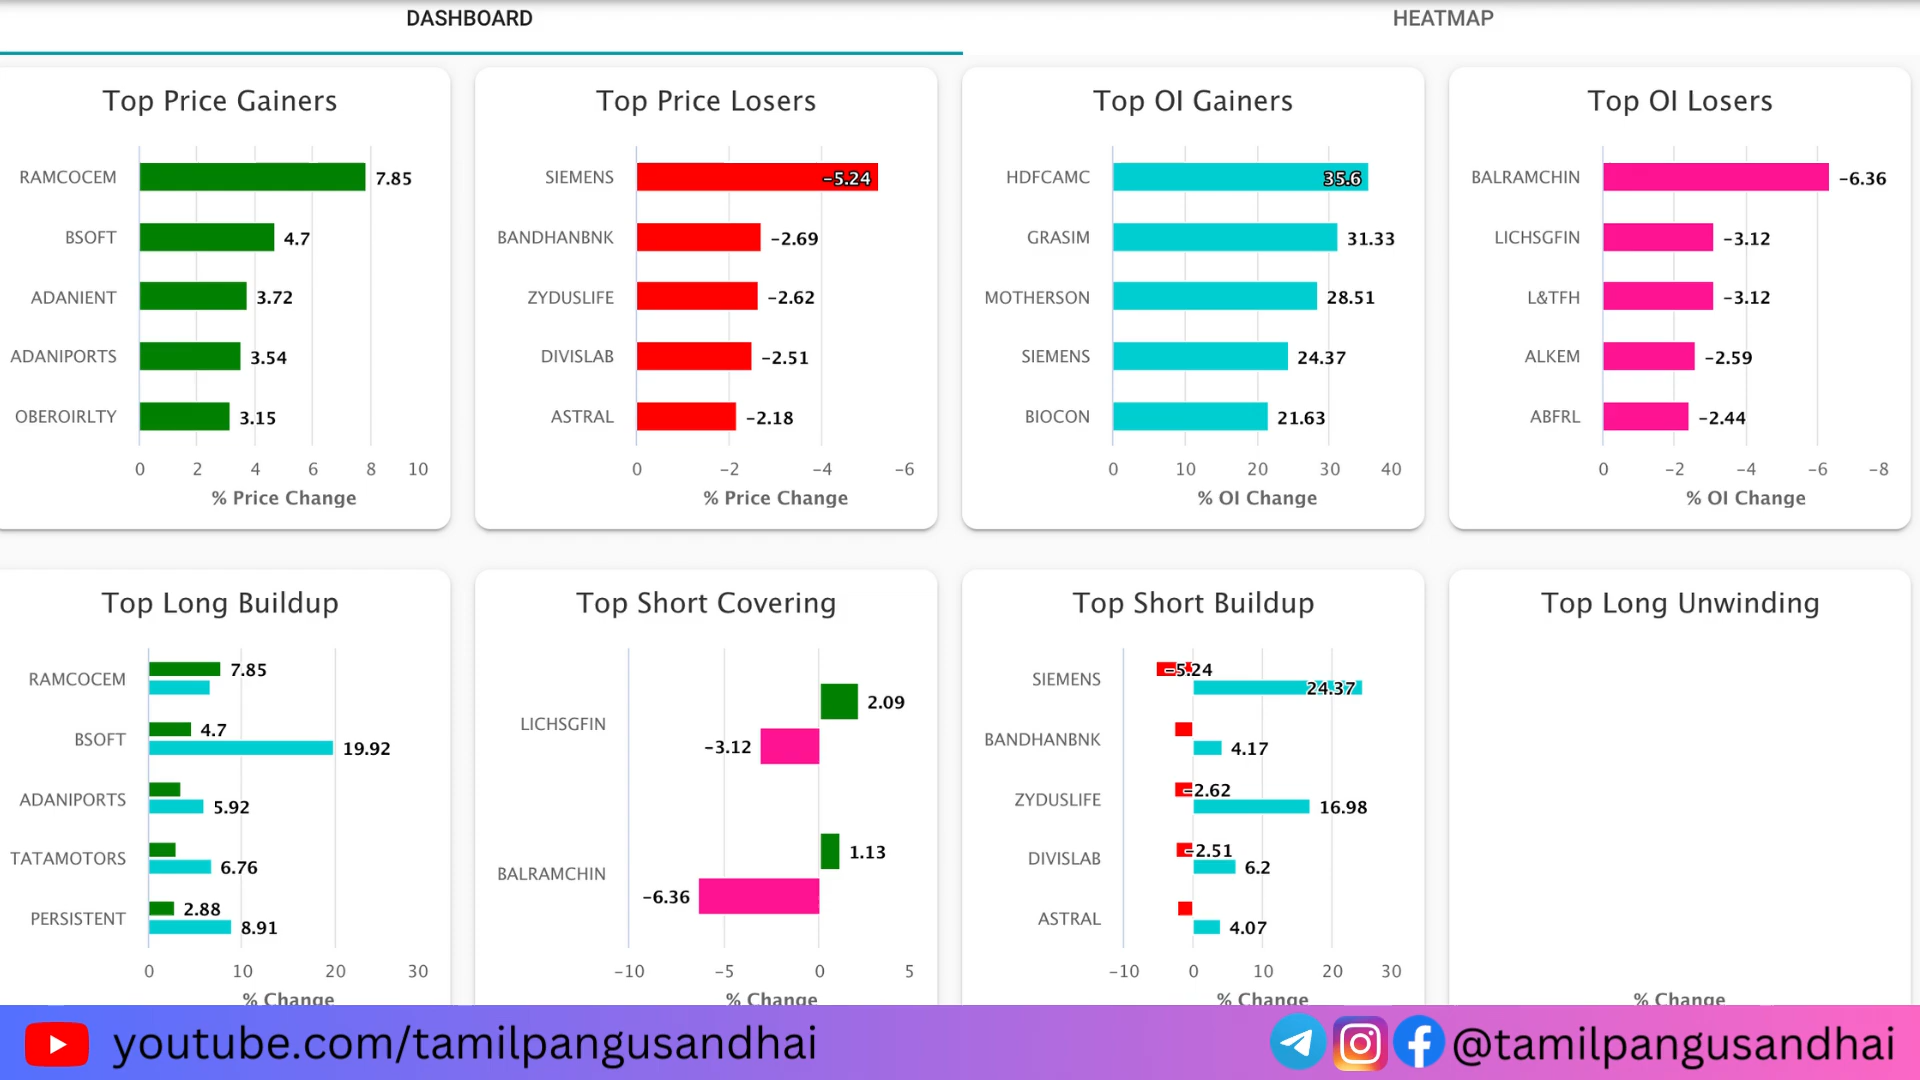 DASHBOARD
HEATMAP
Top Price Gainers
RAMCOCEM 7.85
BSOFT 4.7
ADANIENT 3.72
ADANIPORTS 3.54
OBEROIRLTY 3.15
0 2 4 6 8 10
% Price Change
Top Price Losers
SIEMENS -5.24
BANDHANBNK -2.69
ZYDUSLIFE -2.62
DIVISLAB -2.51
ASTRAL -2.18
0 -2 -4 -6
% Price Change
Top OI Gainers
HDFCAMC 35.6
GRASIM 31.33
MOTHERSON 28.51
SIEMENS 24.37
BIOCON 21.63
0 10 20 30 40
% OI Change
Top OI Losers
BALRAMCHIN -6.36
LICHSGFIN -3.12
L&TFH -3.12
ALKEM -2.59
ABFRL -2.44
0 -2 -4 -6 -8
% OI Change
Top Long Buildup
RAMCOCEM 7.85
BSOFT 4.7
19.92
ADANIPORTS 5.92
TATAMOTORS 6.76
PERSISTENT 2.88
8.91
0 10 20 30
% Change
Top Short Covering
LICHSGFIN 2.09
-3.12
BALRAMCHIN 1.13
-6.36
-10 -5 0 5
% Change
Top Short Buildup
SIEMENS -5.24
24.37
BANDHANBNK 4.17
ZYDUSLIFE -2.62
16.98
DIVISLAB -2.51
6.2
ASTRAL 4.07
-10 0 10 20 30
% Change
Top Long Unwinding
% Change
youtube.com/tamilpangusandhai
@tamilpangusandhai